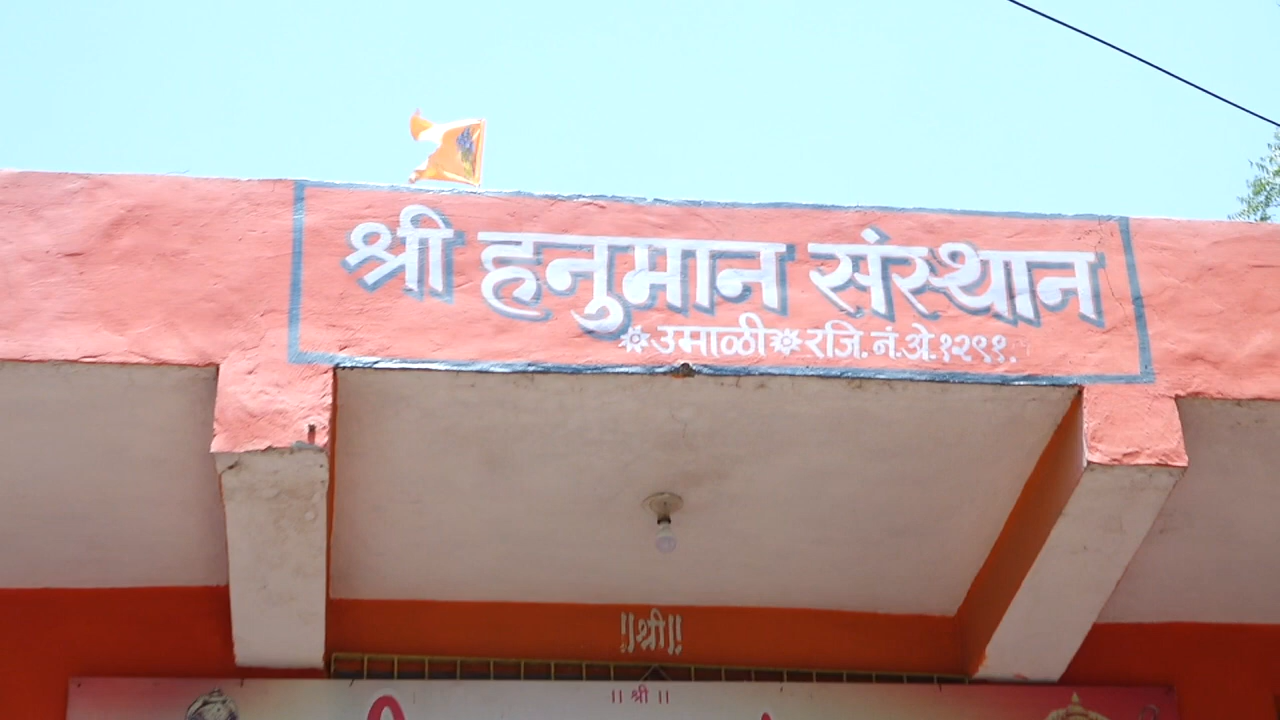 श्री हनुमान संस्थान
उमाळी रजि. नं. अे. १२९१.
॥श्री॥
॥ श्री ॥